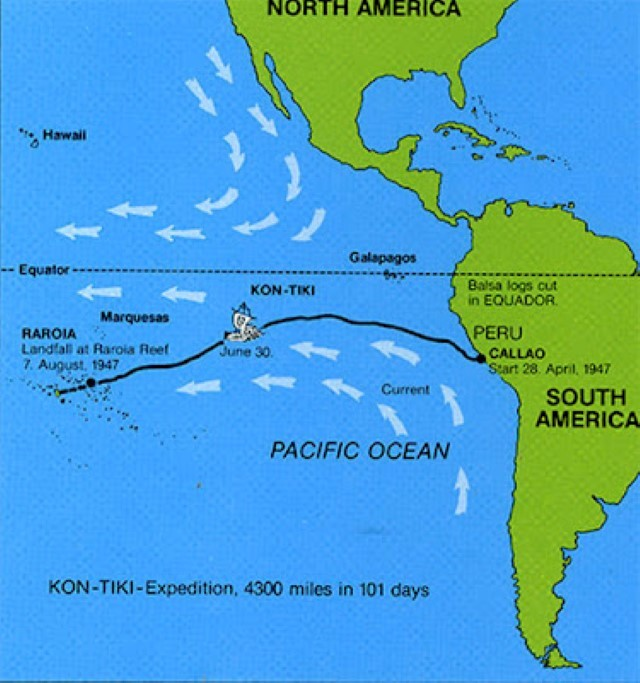 NORTH AMERICA
Hawaii
Galapagos
Equator
Balsa logs cut
in EQUADOR.
KON-TIKI
Marquesas
RAROIA
Landfall at Raroia Reef
7. August, 1947
June 30.
PERU
CALLAO
Start 28. April, 1947
Current
SOUTH
AMERICA
PACIFIC OCEAN
KON-TIKI-Expedition, 4300 miles in 101 days